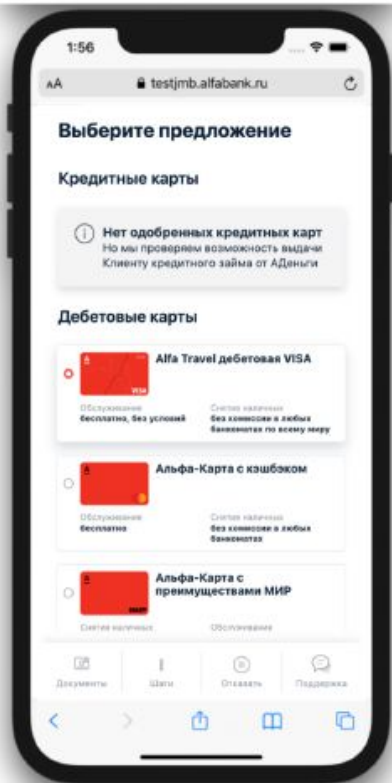 1:56
AA testjmb.alfabank.ru
Выберите предложение
Кредитные карты
Нет одобренных кредитных карт
Но мы проверяем возможность выдачи
Клиенту кредитного займа от АДеньги
Дебетовые карты
Alfa Travel дебетовая VISA
VISA
Обслуживание Снятие наличных
бесплатно, без условий без комиссии в любых
банкоматах по всему миру
Альфа-Карта с кэшбэком
Обслуживание Снятие наличных
бесплатно без комиссии в любых
банкоматах
Альфа-Карта с
преимуществами МИР
МИР
Снятие наличных Обслуживание
Документы Шаги Отказать Поддержка